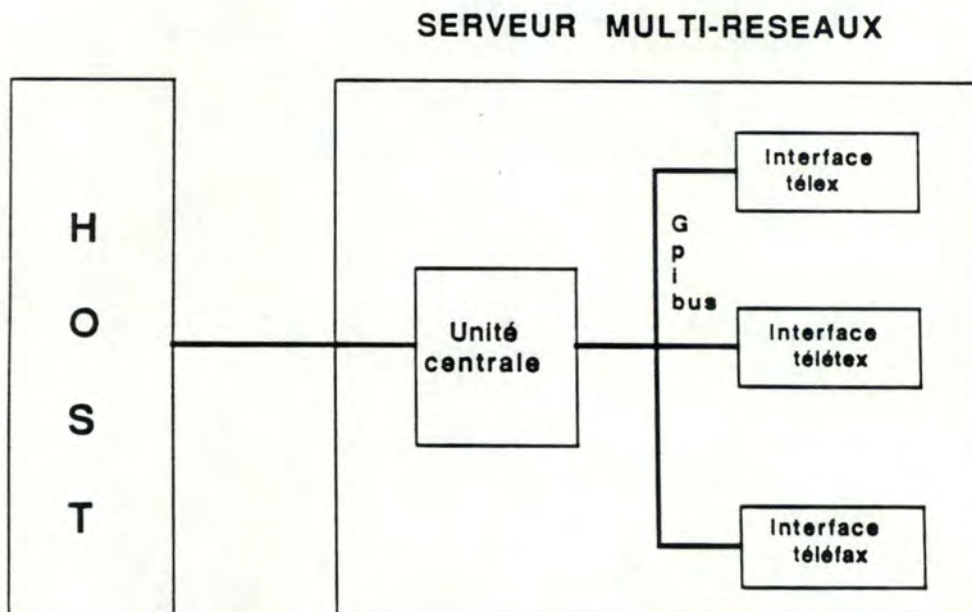 SERVEUR MULTI-RESEAUX
H
O
S
T
Unité
centrale
G
p
i
bus
Interface
télex
Interface
télétex
Interface
téléfax